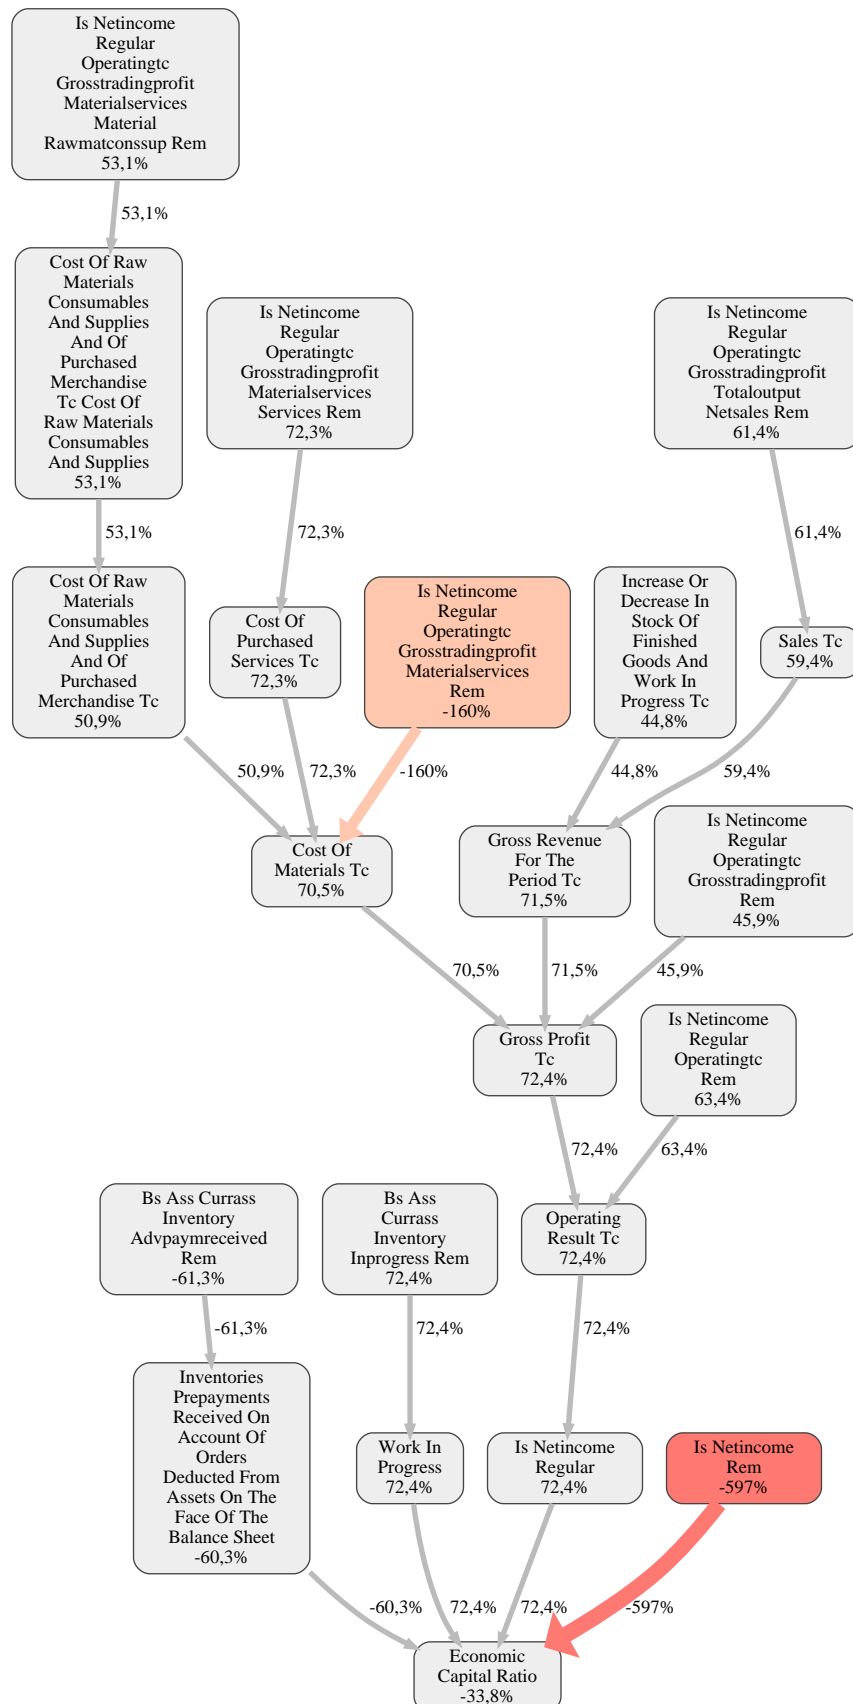 Is Netincome
Regular
Operatingtc
Grosstradingprofit
Materialservices
Material
Rawmatconssup Rem
53,1%
53,1%
Cost Of Raw
Materials
Consumables
And Supplies
And Of
Purchased
Merchandise
Tc Cost Of
Raw Materials
Consumables
And Supplies
53,1%
Is Netincome
Regular
Operatingtc
Grosstradingprofit
Materialservices
Services Rem
72,3%
Is Netincome
Regular
Operatingtc
Grosstradingprofit
Totaloutput
Netsales Rem
61,4%
53,1%
72,3%
61,4%
Cost Of Raw
Materials
Consumables
And Supplies
And Of
Purchased
Merchandise Tc
50,9%
Cost Of
Purchased
Services Tc
72,3%
Is Netincome
Regular
Operatingtc
Grosstradingprofit
Materialservices
Rem
-160%
Increase Or
Decrease In
Stock Of
Finished
Goods And
Work In
Progress Tc
44,8%
Sales Tc
59,4%
50,9%
72,3%
-160%
44,8%
59,4%
Cost Of
Materials Tc
70,5%
Gross Revenue
For The
Period Tc
71,5%
Is Netincome
Regular
Operatingtc
Grosstradingprofit
Rem
45,9%
70,5%
71,5%
45,9%
Gross Profit
Tc
72,4%
Is Netincome
Regular
Operatingtc
Rem
63,4%
72,4%
63,4%
Bs Ass Currass
Inventory
Advpaymreceived
Rem
-61,3%
Bs Ass
Currass
Inventory
Inprogress Rem
72,4%
Operating
Result Tc
72,4%
-61,3%
72,4%
72,4%
Inventories
Prepayments
Received On
Account Of
Orders
Deducted From
Assets On The
Face Of The
Balance Sheet
-60,3%
Work In
Progress
72,4%
Is Netincome
Regular
72,4%
Is Netincome
Rem
-597%
-60,3%
72,4%
72,4%
-597%
Economic
Capital Ratio
-33,8%